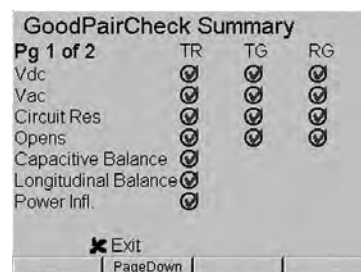 GoodPairCheck Summary
Pg 1 of 2 TR TG RG
Vdc
Vac
Circuit Res
Opens
Capacitive Balance
Longitudinal Balance
Power Infl.
Exit
PageDown